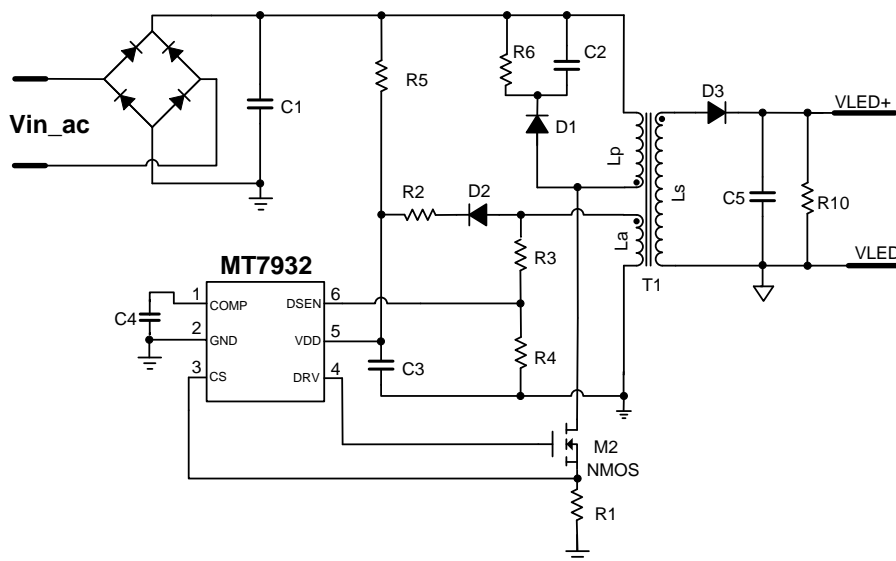 R6
C2
R5
D3
VLED+
C1
Vin_ac
D1
Lp
Ls
C5
R10
R2
D2
La
R3
VLED
T1
MT7932
1
COMP
DSEN
6
C4
2
GND
VDD
5
3
CS
DRV
4
C3
R4
M2
NMOS
R1